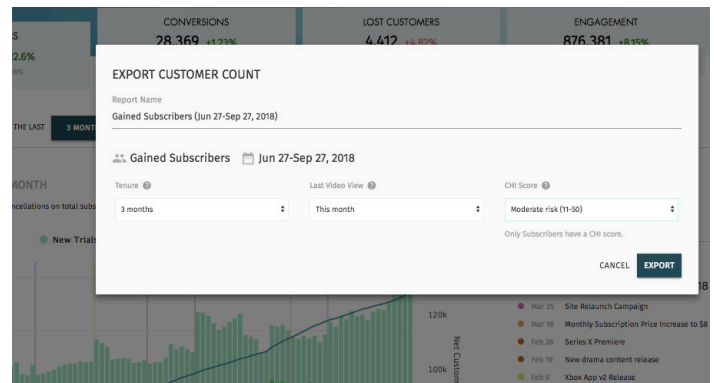 CONVERSIONS
28,369 +1.23%
LOST CUSTOMERS
4,412 +4.82%
ENGAGEMENT
876,381 +8.15%
2.6%
EXPORT CUSTOMER COUNT
Report Name
Gained Subscribers (Jun 27-Sep 27, 2018)
THE LAST
3 MONT
Gained Subscribers Jun 27-Sep 27, 2018
Tenure
Last Video View
CHI Score
3 months
This month
Moderate risk (11-50)
Only Subscribers have a CHI score.
MONTH
ncellations on total subs
New Trials
CANCEL EXPORT
18
Mar 25 Site Relaunch Campaign
Mar 18 Monthly Subscription Price Increase to $8
Feb 28 Series X Premiere
Feb 19 New drama content release
Feb 9 Xbox App v2 Release
120k
100k
Net Custom